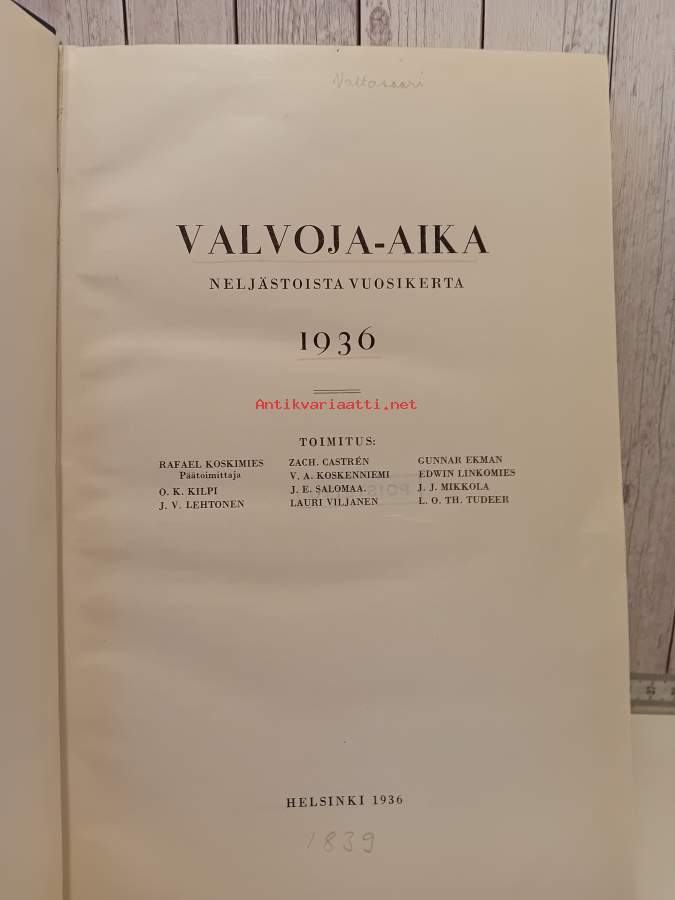 Valtosaari
VALVOJA-AIKA
NELJÄSTOISTA VUOSIKERTA
1936
Antikvariaatti.net
TOIMITUS:
RAFAEL KOSKIMIES
Päätoimittaja
O. K. KILPI
J. V. LEHTONEN
ZACH. CASTRÉN
V. A. KOSKENNIEMI
J. E. SALOMAA.
LAURI VILJANEN
GUNNAR EKMAN
EDWIN LINKOMIES
J. J. MIKKOLA
L. O. TH. TUDEER
HELSINKI 1936
1839